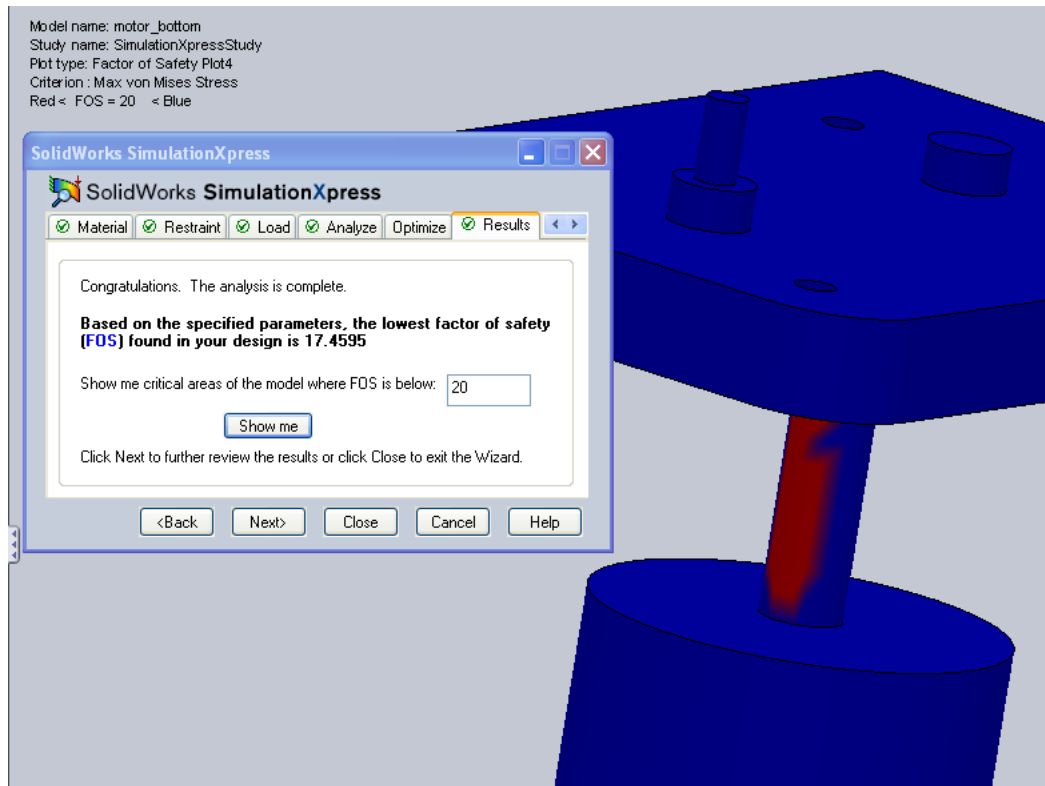 Model name: motor_bottom
Study name: SimulationXpressStudy
Plot type: Factor of Safety Plot4
Criterion : Max von Mises Stress
Red < FOS = 20 < Blue
SolidWorks SimulationXpress
SolidWorks SimulationXpress
Material Restraint Load Analyze Optimize Results
Congratulations. The analysis is complete.
Based on the specified parameters, the lowest factor of safety
(FOS) found in your design is 17.4595
Show me critical areas of the model where FOS is below: 20
Show me
Click Next to further review the results or click Close to exit the Wizard.
<Back Next> Close Cancel Help